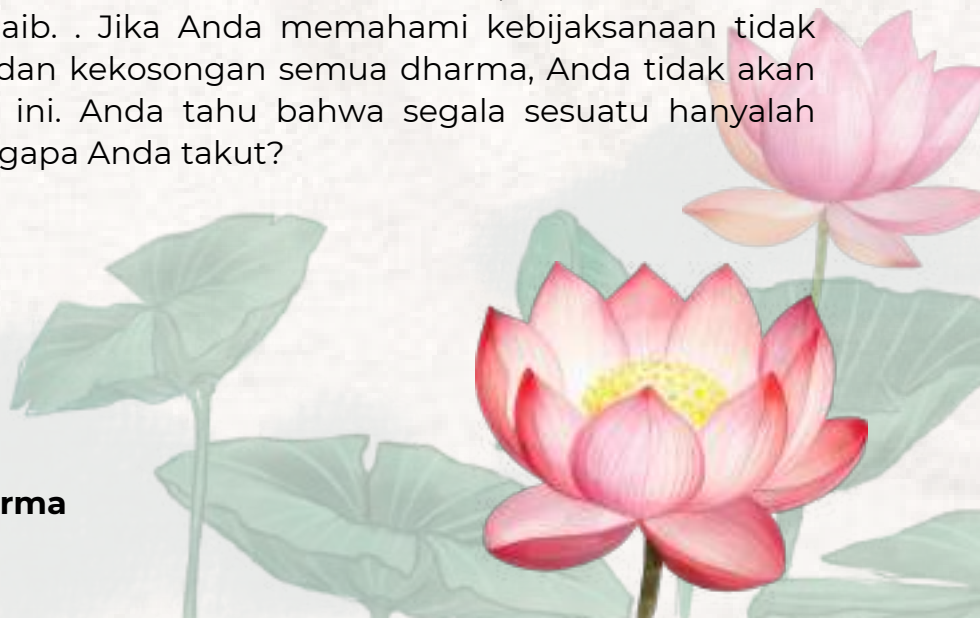 aib. . Jika Anda memahami kebijaksanaan tidak
dan kekosongan semua dharma, Anda tidak akan
ini. Anda tahu bahwa segala sesuatu hanyalah
gapa Anda takut?
rma